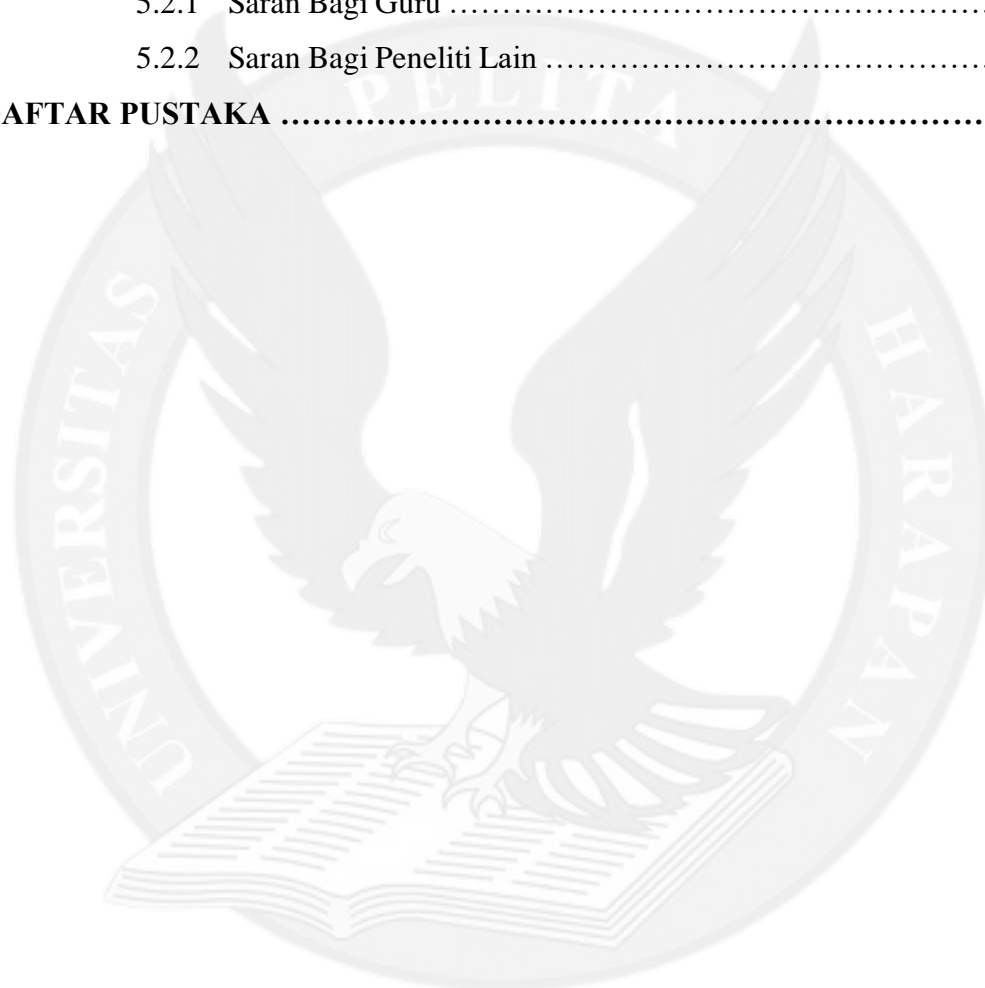 5.2.1 Saran Bagi Guru ……………………………………………
5.2.2 Saran Bagi Peneliti Lain ……………………………………
AFTAR PUSTAKA ……………………………………………………………
UNIVERSITAS PELITA HARAPAN